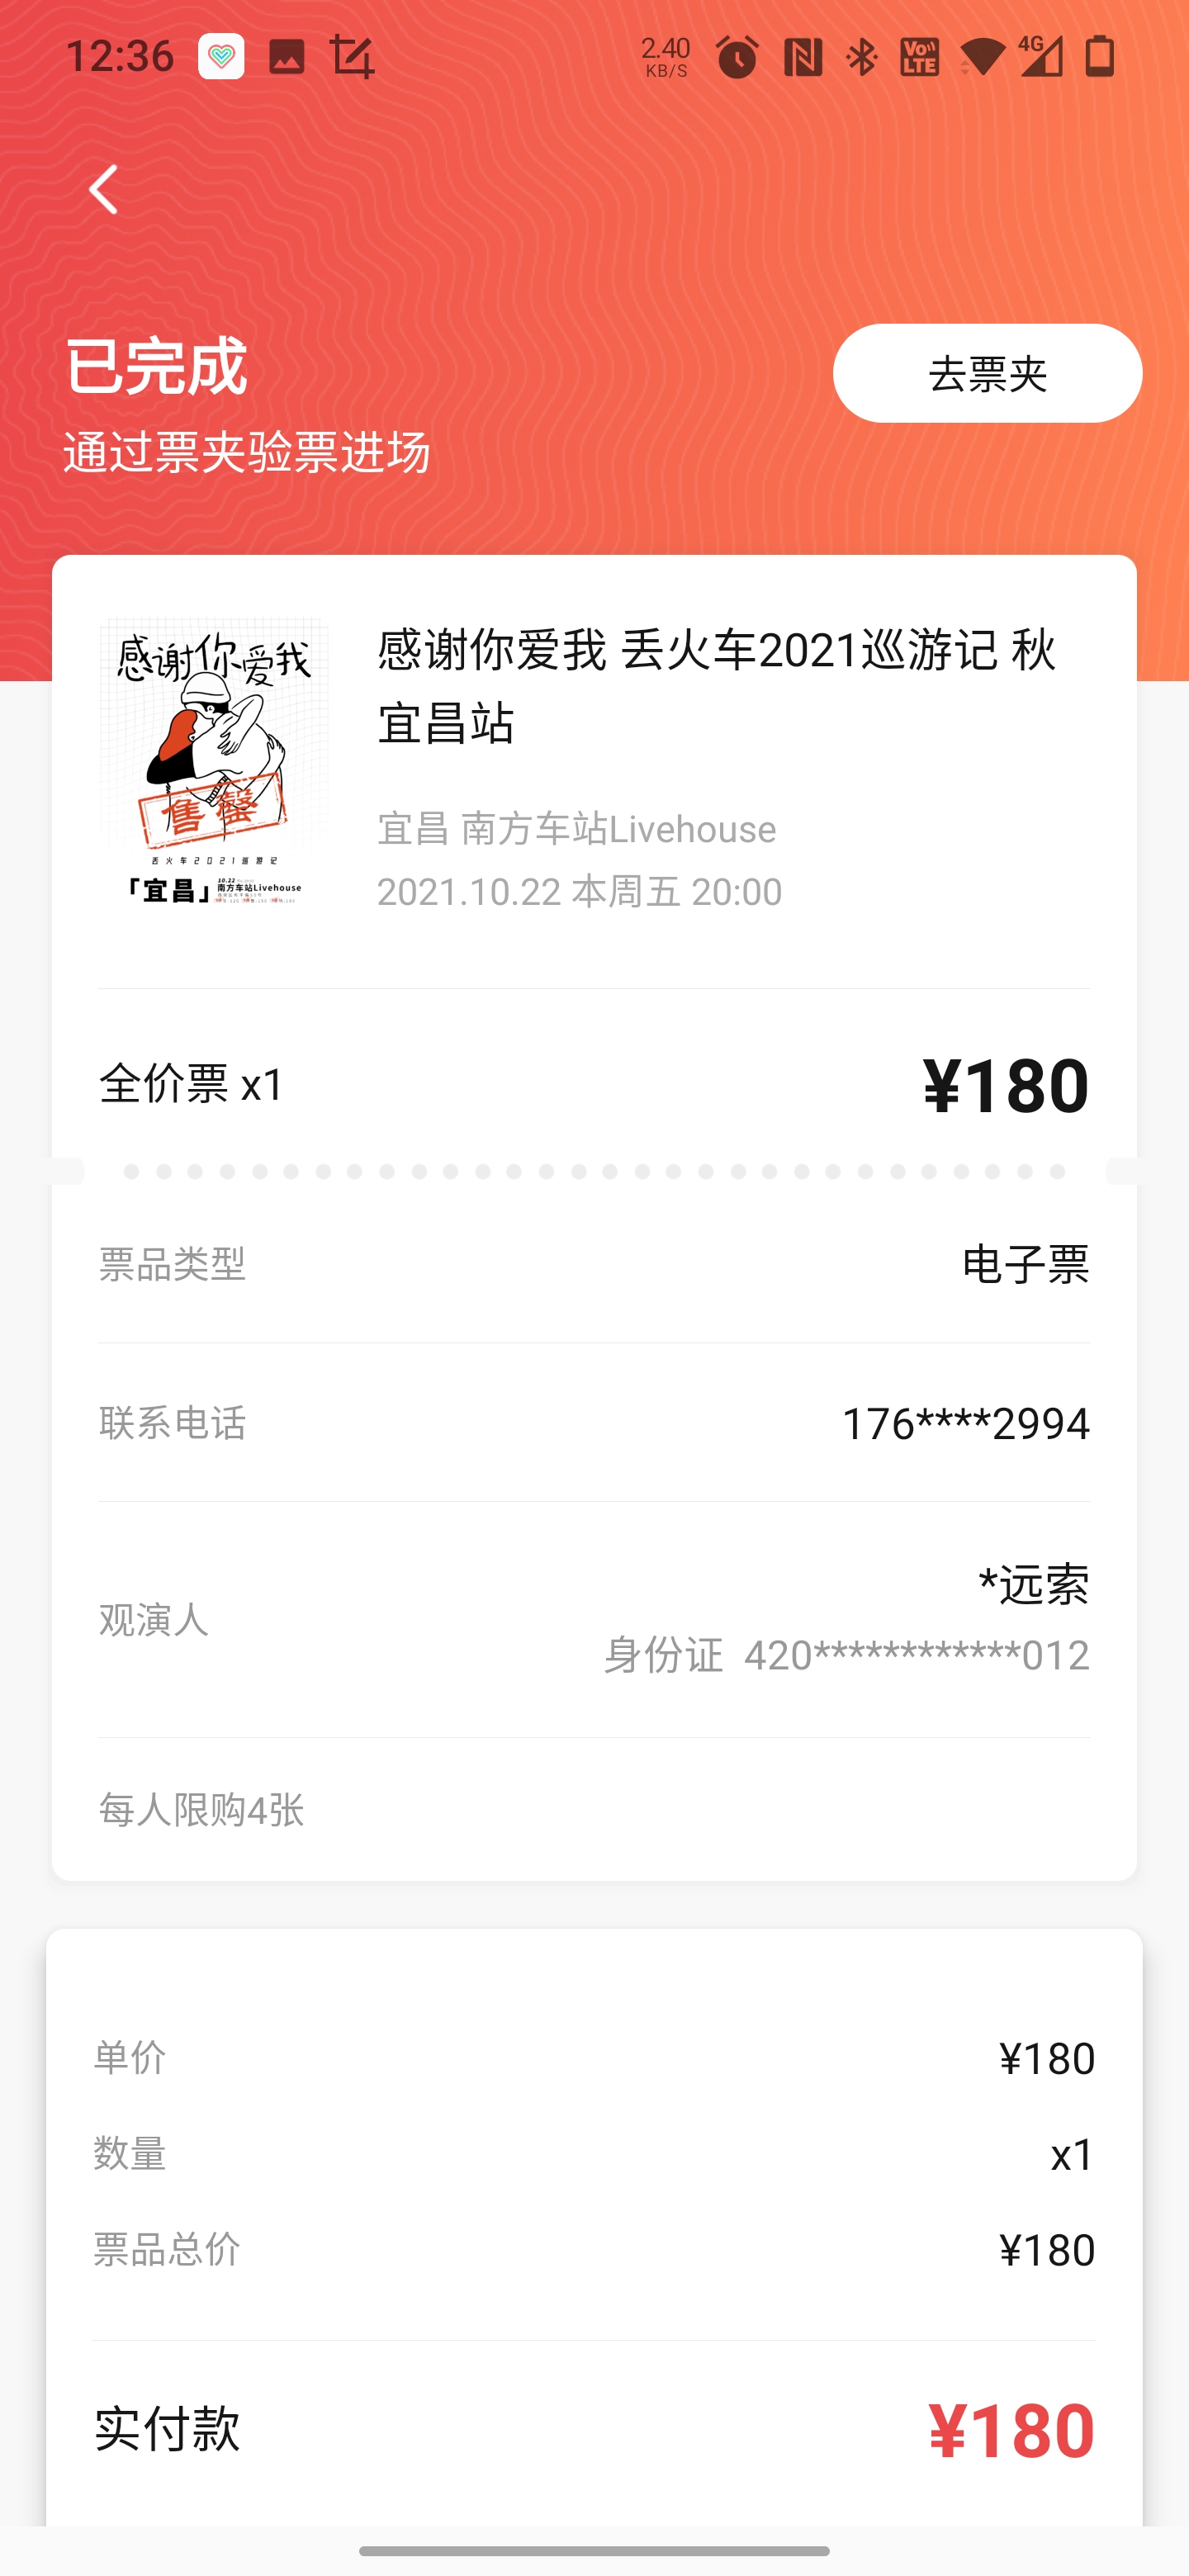 12:36
2.40
KB/S
Vo
LTE
4G
已完成
去票夹
通过票夹验票进场
感谢你爱我
售罄
丢火车2021巡游记
「宜昌」
10.22
南方车站Livehouse
感谢你爱我 丢火车2021巡游记 秋
宜昌站
宜昌 南方车站Livehouse
2021.10.22 本周五 20:00
全价票 x1
¥180
票品类型
电子票
联系电话
176****2994
观演人
*远索
身份证 420************012
每人限购4张
单价
¥180
数量
x1
票品总价
¥180
实付款
¥180